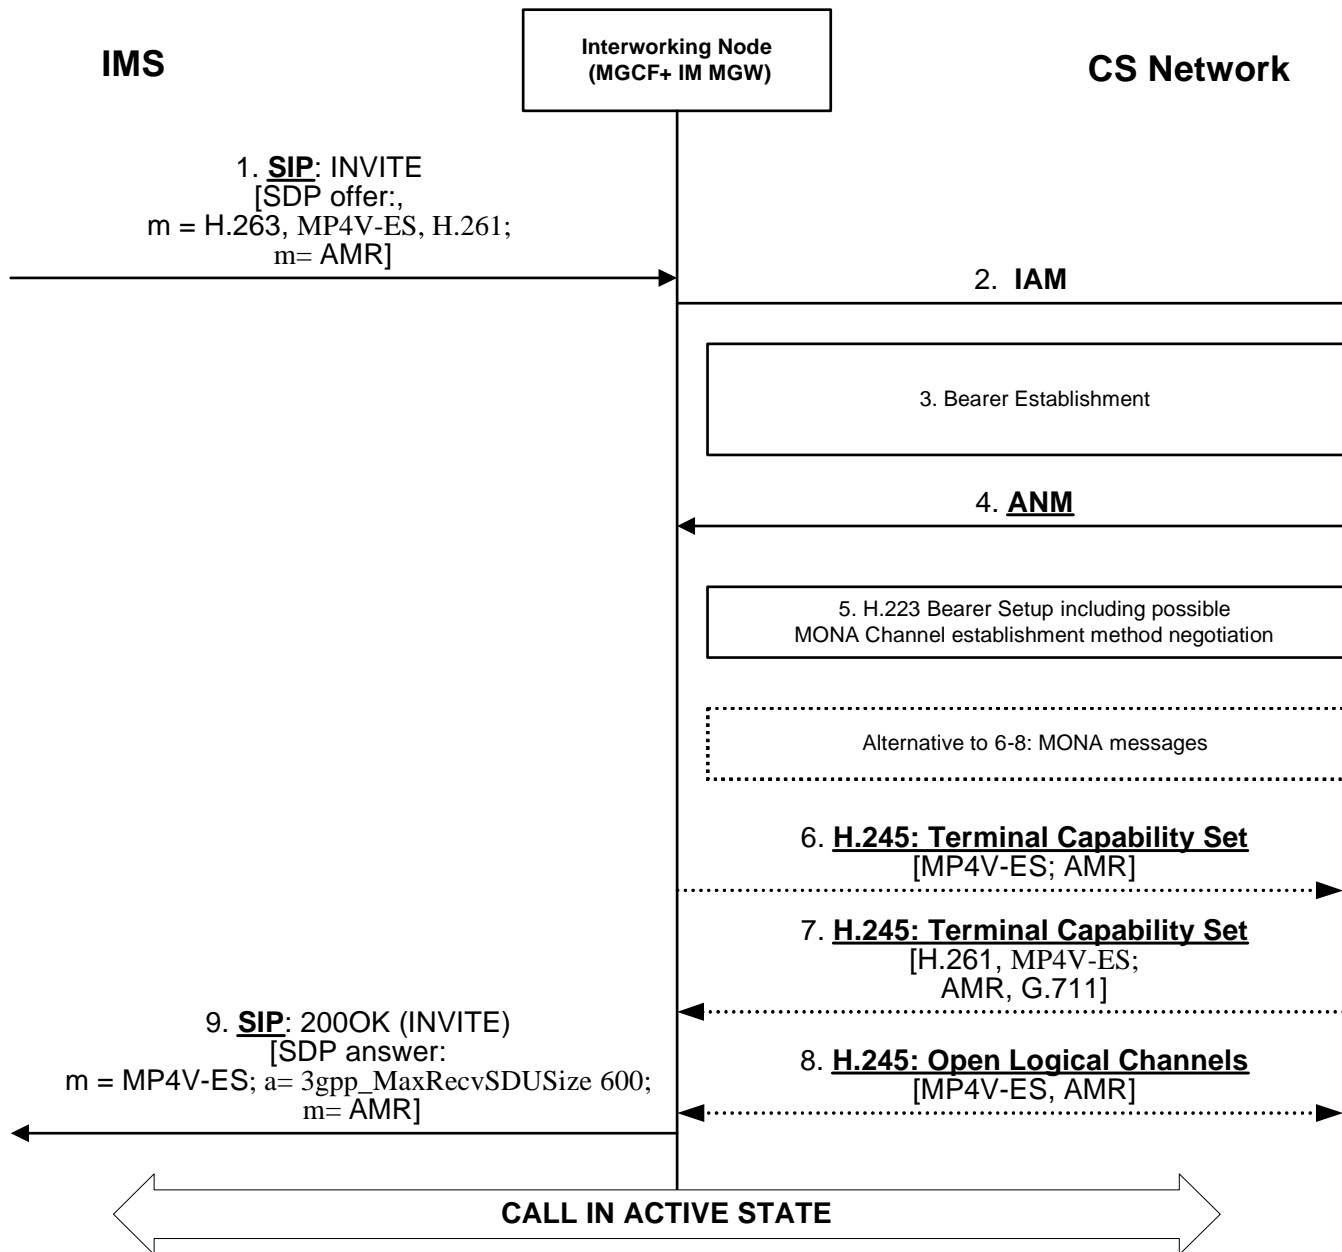 IMS
Interworking Node
(MGCF+ IM MGW)
CS Network
1. SIP: INVITE
[SDP offer:,
m = H.263, MP4V-ES, H.261;
m= AMR]
2. IAM
3. Bearer Establishment
4. ANM
5. H.223 Bearer Setup including possible
MONA Channel establishment method negotiation
Alternative to 6-8: MONA messages
6. H.245: Terminal Capability Set
[MP4V-ES; AMR]
7. H.245: Terminal Capability Set
[H.261, MP4V-ES;
AMR, G.711]
8. H.245: Open Logical Channels
[MP4V-ES, AMR]
9. SIP: 200OK (INVITE)
[SDP answer:
m = MP4V-ES; a= 3gpp_MaxRecvSDUSize 600;
m= AMR]
CALL IN ACTIVE STATE